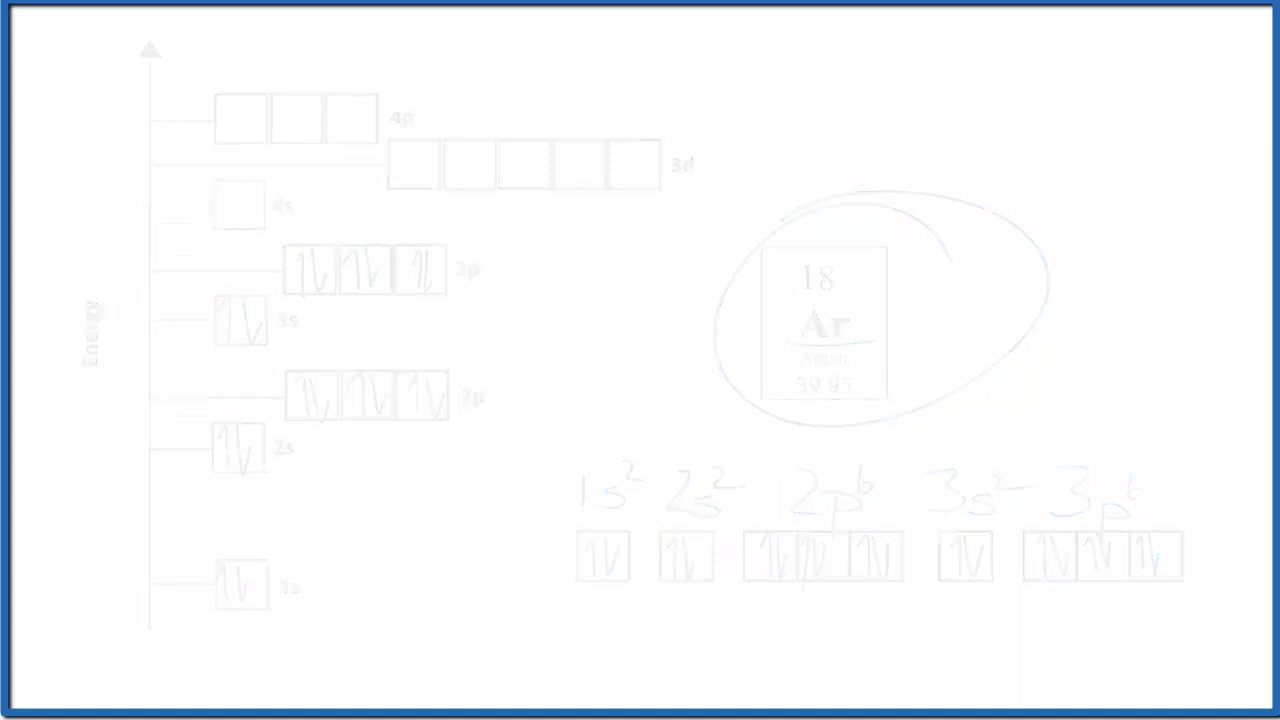 4p
3d
4s
3p
3s
Energy
2p
2s
1s
18
Ar
Argon
39.95
1s² 2s² 2p⁶ 3s² 3p⁶